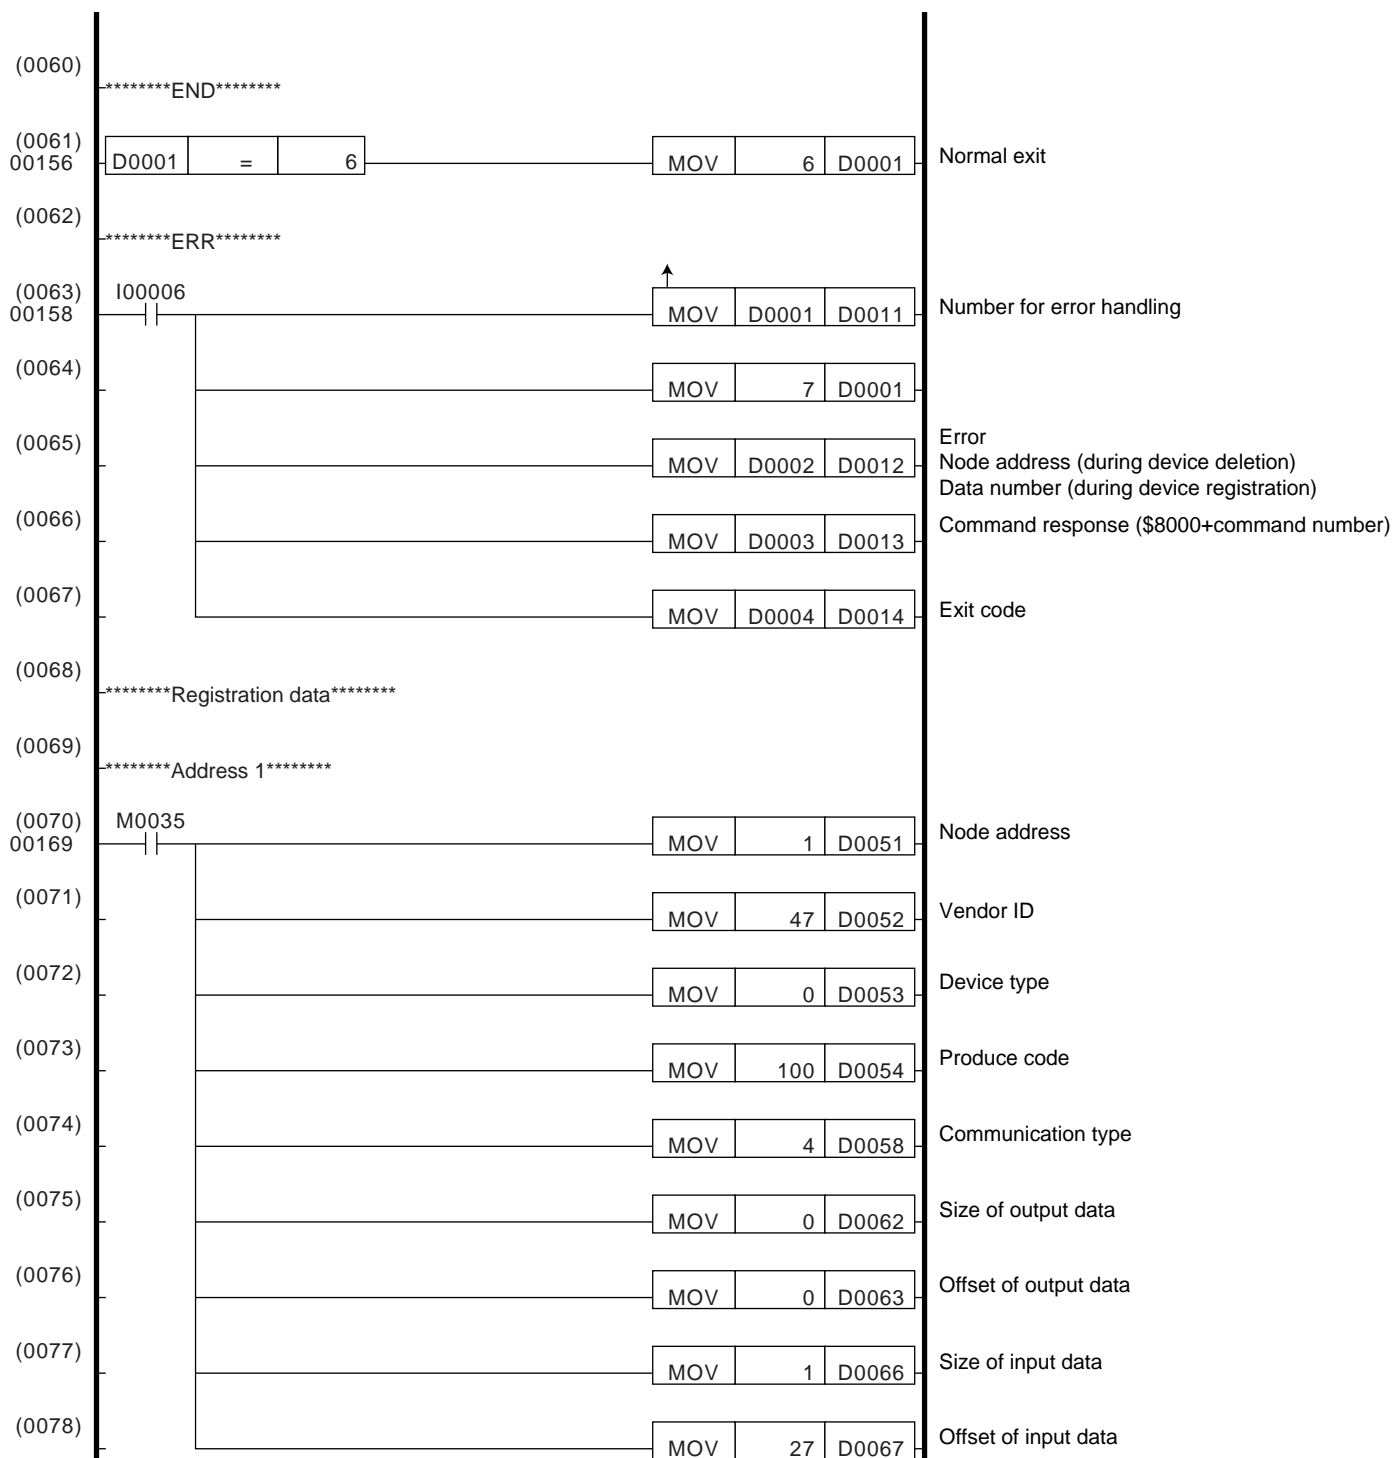 (0060)
********END********
(0061)
00156 D0001 = 6 MOV 6 D0001 Normal exit
(0062)
********ERR********
(0063) I00006
00158 MOV D0001 D0011 Number for error handling
(0064)
MOV 7 D0001
(0065) Error
MOV D0002 D0012 Node address (during device deletion)
Data number (during device registration)
(0066) Command response ($8000+command number)
MOV D0003 D0013
(0067)
MOV D0004 D0014 Exit code
(0068)
********Registration data********
(0069)
********Address 1********
(0070) M0035
00169 MOV 1 D0051 Node address
(0071)
MOV 47 D0052 Vendor ID
(0072)
MOV 0 D0053 Device type
(0073)
MOV 100 D0054 Produce code
(0074)
MOV 4 D0058 Communication type
(0075)
MOV 0 D0062 Size of output data
(0076)
MOV 0 D0063 Offset of output data
(0077)
MOV 1 D0066 Size of input data
(0078)
MOV 27 D0067 Offset of input data